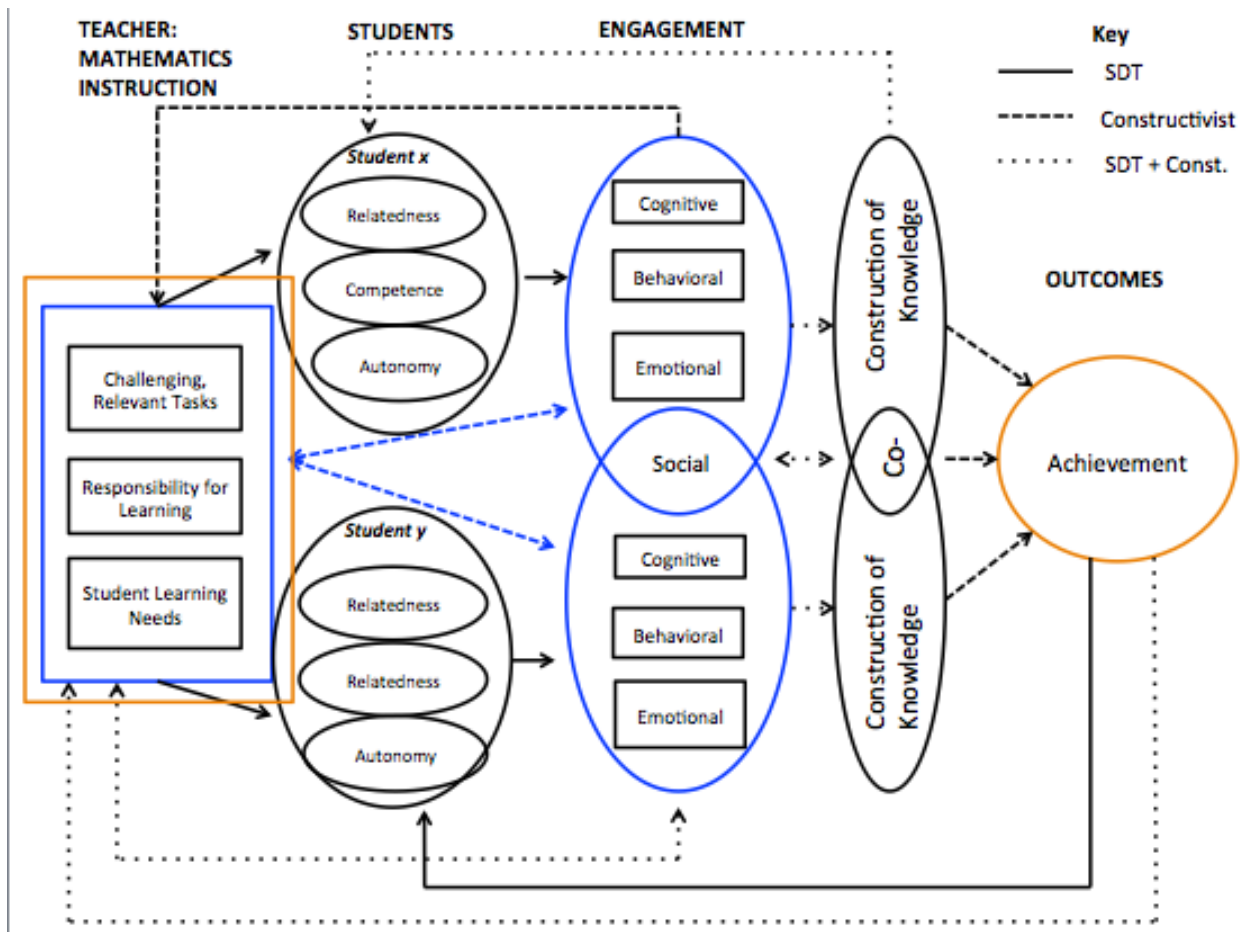 TEACHER:
MATHEMATICS
INSTRUCTION
STUDENTS
ENGAGEMENT
Key
SDT
Constructivist
SDT + Const.
Student x
Relatedness
Competence
Autonomy
Challenging,
Relevant Tasks
Responsibility for
Learning
Student Learning
Needs
Student y
Relatedness
Relatedness
Autonomy
Cognitive
Behavioral
Emotional
Social
Cognitive
Behavioral
Emotional
Construction of
Knowledge
Co-
Construction of
Knowledge
OUTCOMES
Achievement